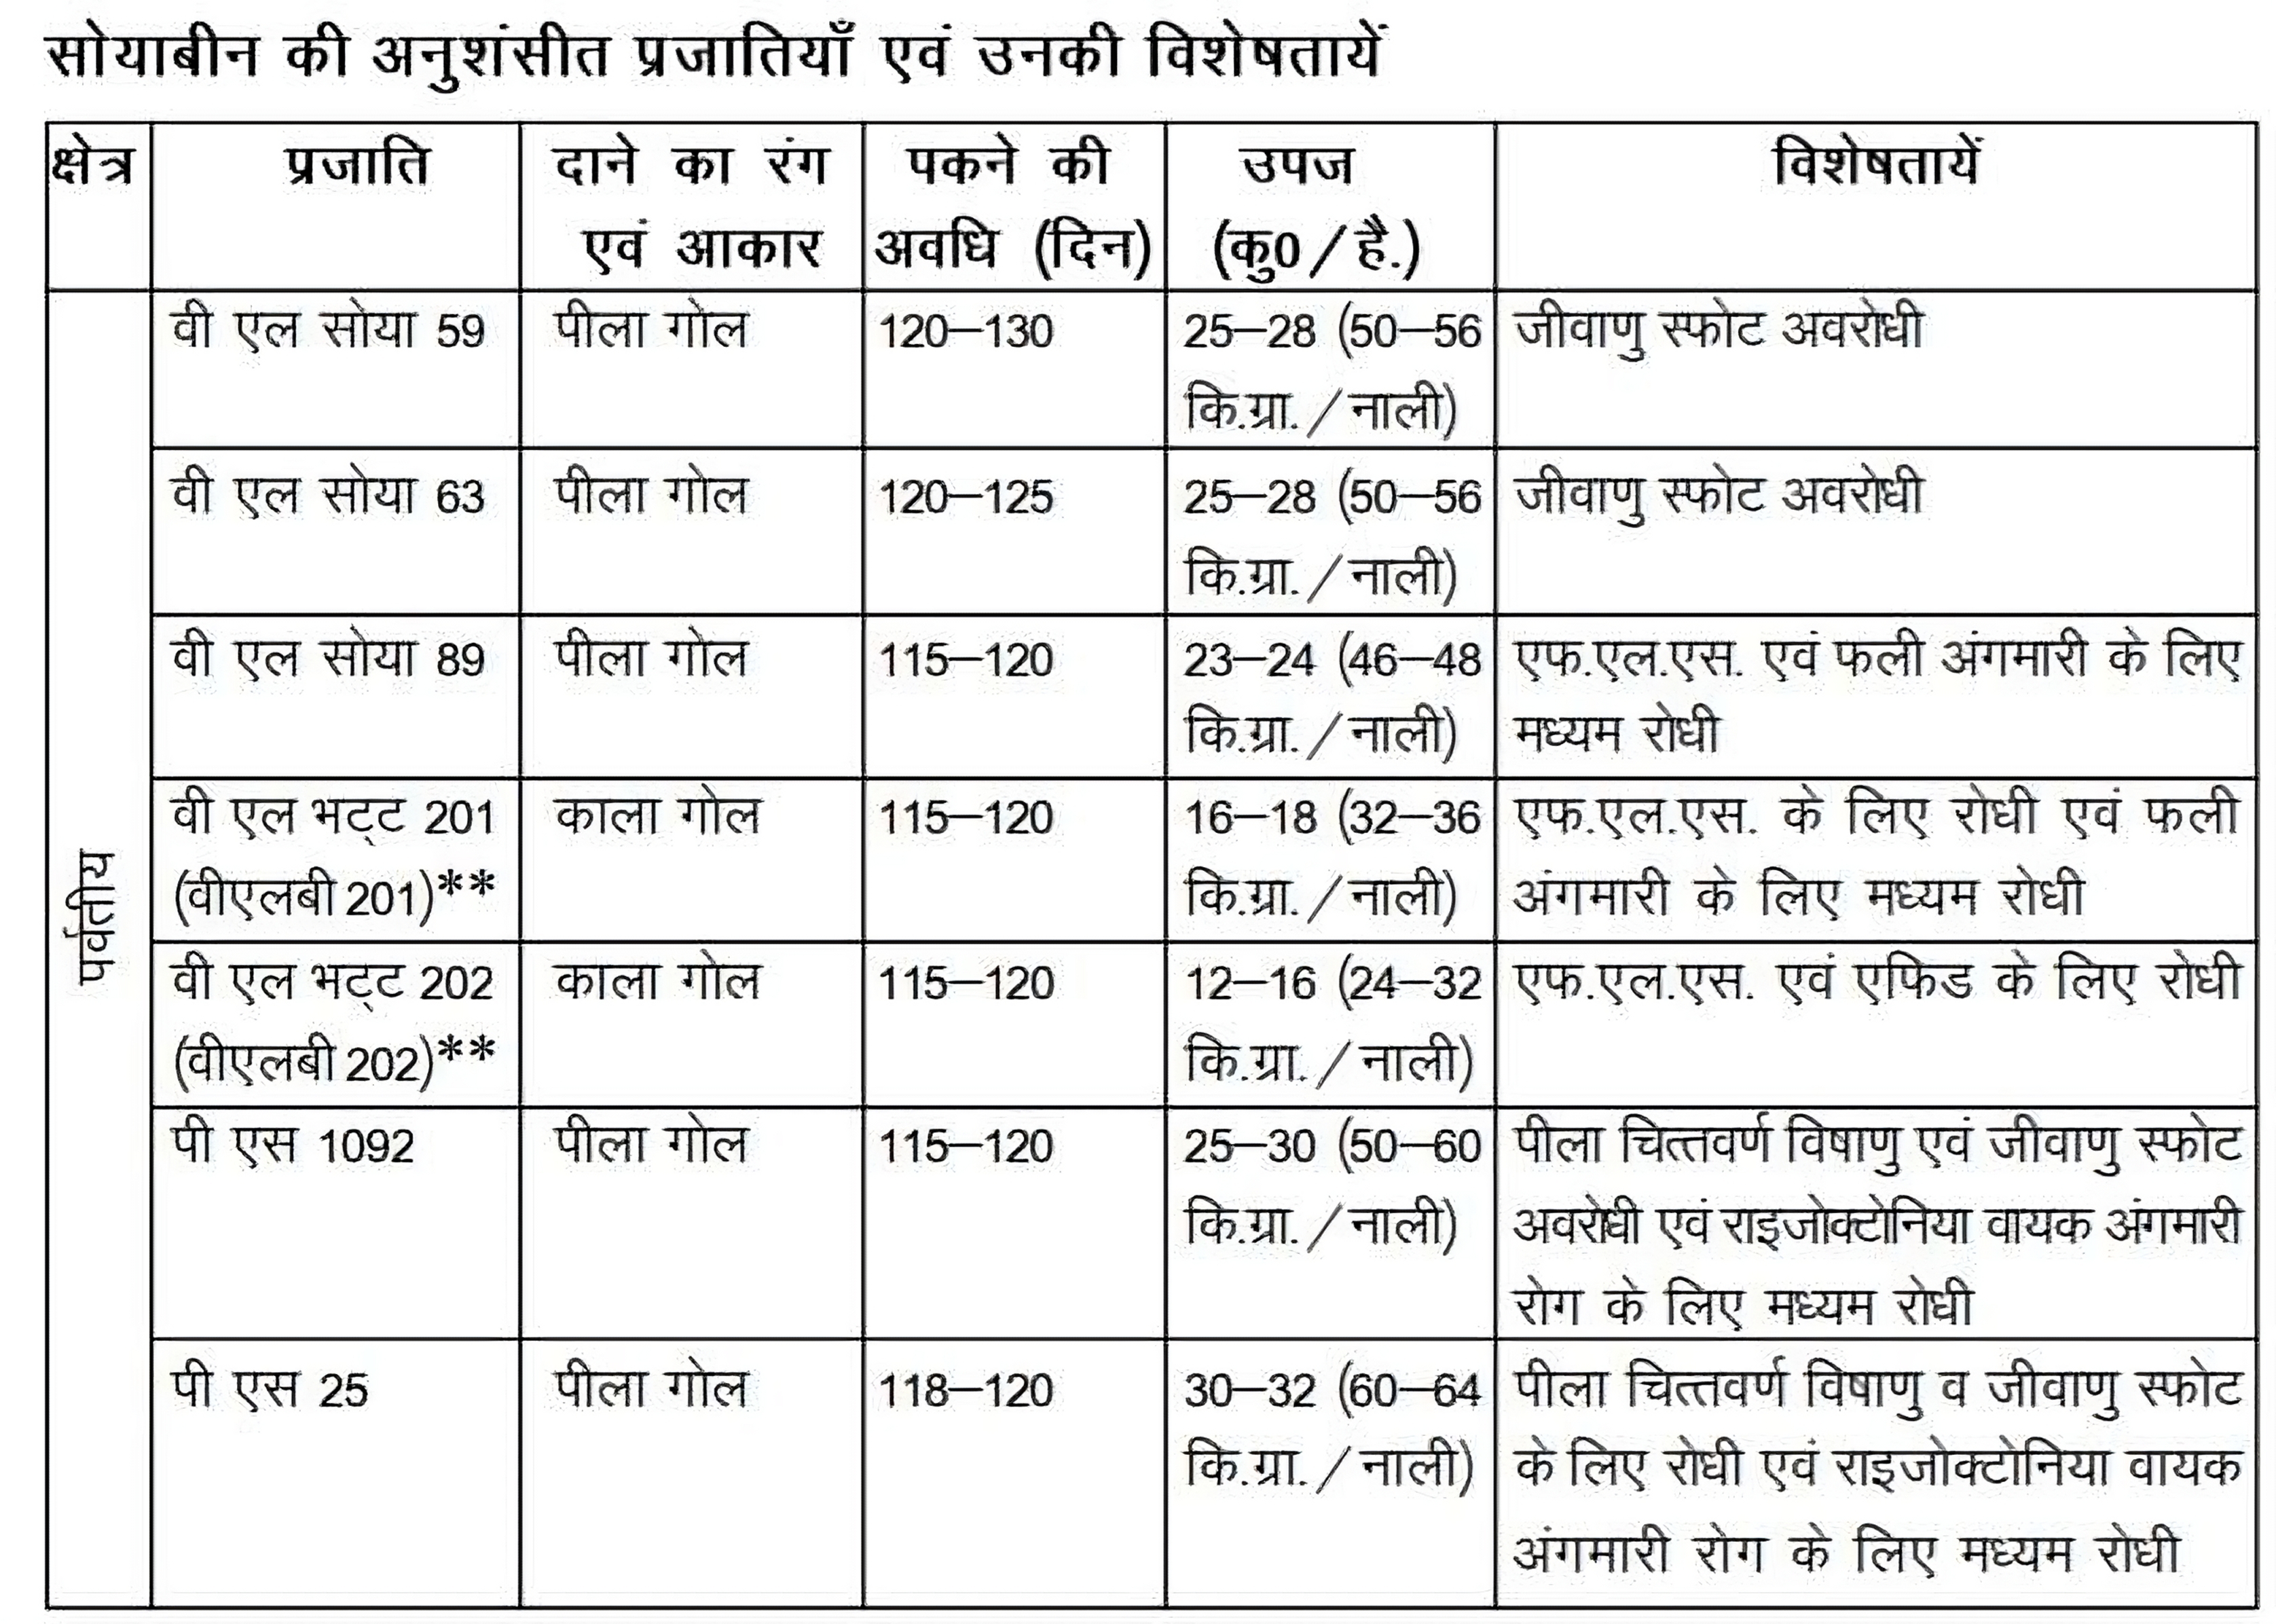 सोयाबीन की अनुशंसीत प्रजातियाँ एवं उनकी विशेषतायें
क्षेत्र प्रजाति दाने का रंग पकने की उपज विशेषतायें
एवं आकार अवधि (दिन) (कु0/है.)
वी एल सोया 59 पीला गोल 120–130 25–28 (50–56 जीवाणु स्फोट अवरोधी
कि.ग्रा./नाली)
वी एल सोया 63 पीला गोल 120–125 25–28 (50–56 जीवाणु स्फोट अवरोधी
कि.ग्रा./नाली)
वी एल सोया 89 पीला गोल 115–120 23–24 (46–48 एफ.एल.एस. एवं फली अंगमारी के लिए
कि.ग्रा./नाली) मध्यम रोधी
वी एल भट्ट 201 काला गोल 115–120 16–18 (32–36 एफ.एल.एस. के लिए रोधी एवं फली
(वीएलबी 201)** कि.ग्रा./नाली) अंगमारी के लिए मध्यम रोधी
पर्वतीय
वी एल भट्ट 202 काला गोल 115–120 12–16 (24–32 एफ.एल.एस. एवं एफिड के लिए रोधी
(वीएलबी 202)** कि.ग्रा./नाली)
पी एस 1092 पीला गोल 115–120 25–30 (50–60 पीला चित्तवर्ण विषाणु एवं जीवाणु स्फोट
कि.ग्रा./नाली) अवरोधी एवं राइजोक्टोनिया वायक अंगमारी
रोग के लिए मध्यम रोधी
पी एस 25 पीला गोल 118–120 30–32 (60–64 पीला चित्तवर्ण विषाणु व जीवाणु स्फोट
कि.ग्रा./नाली) के लिए रोधी एवं राइजोक्टोनिया वायक
अंगमारी रोग के लिए मध्यम रोधी